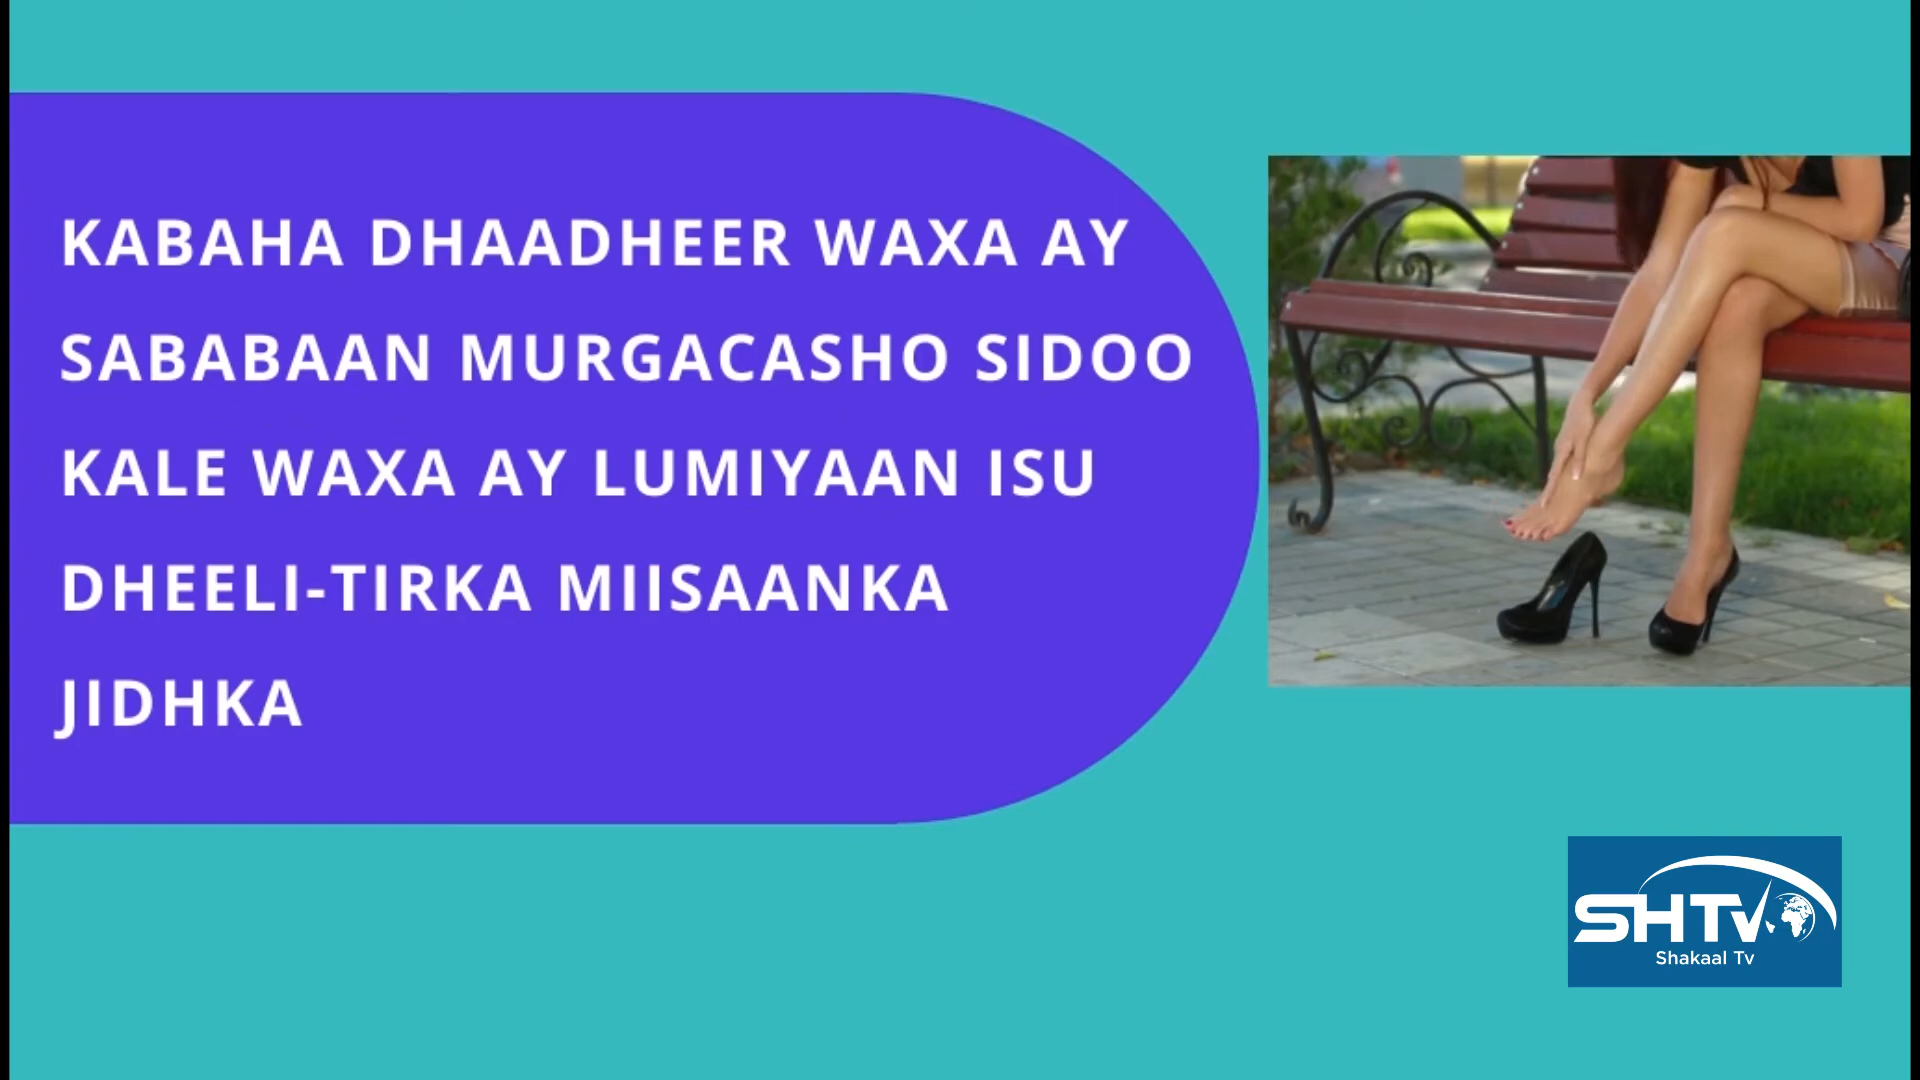 KABAHA DHAADHEER WAXA AY
SABABAAN MURGACASHO SIDOO
KALE WAXA AY LUMIYAAN ISU
DHEELI-TIRKA MIISAANKA
JIDHKA
SHTV
Shakaal Tv